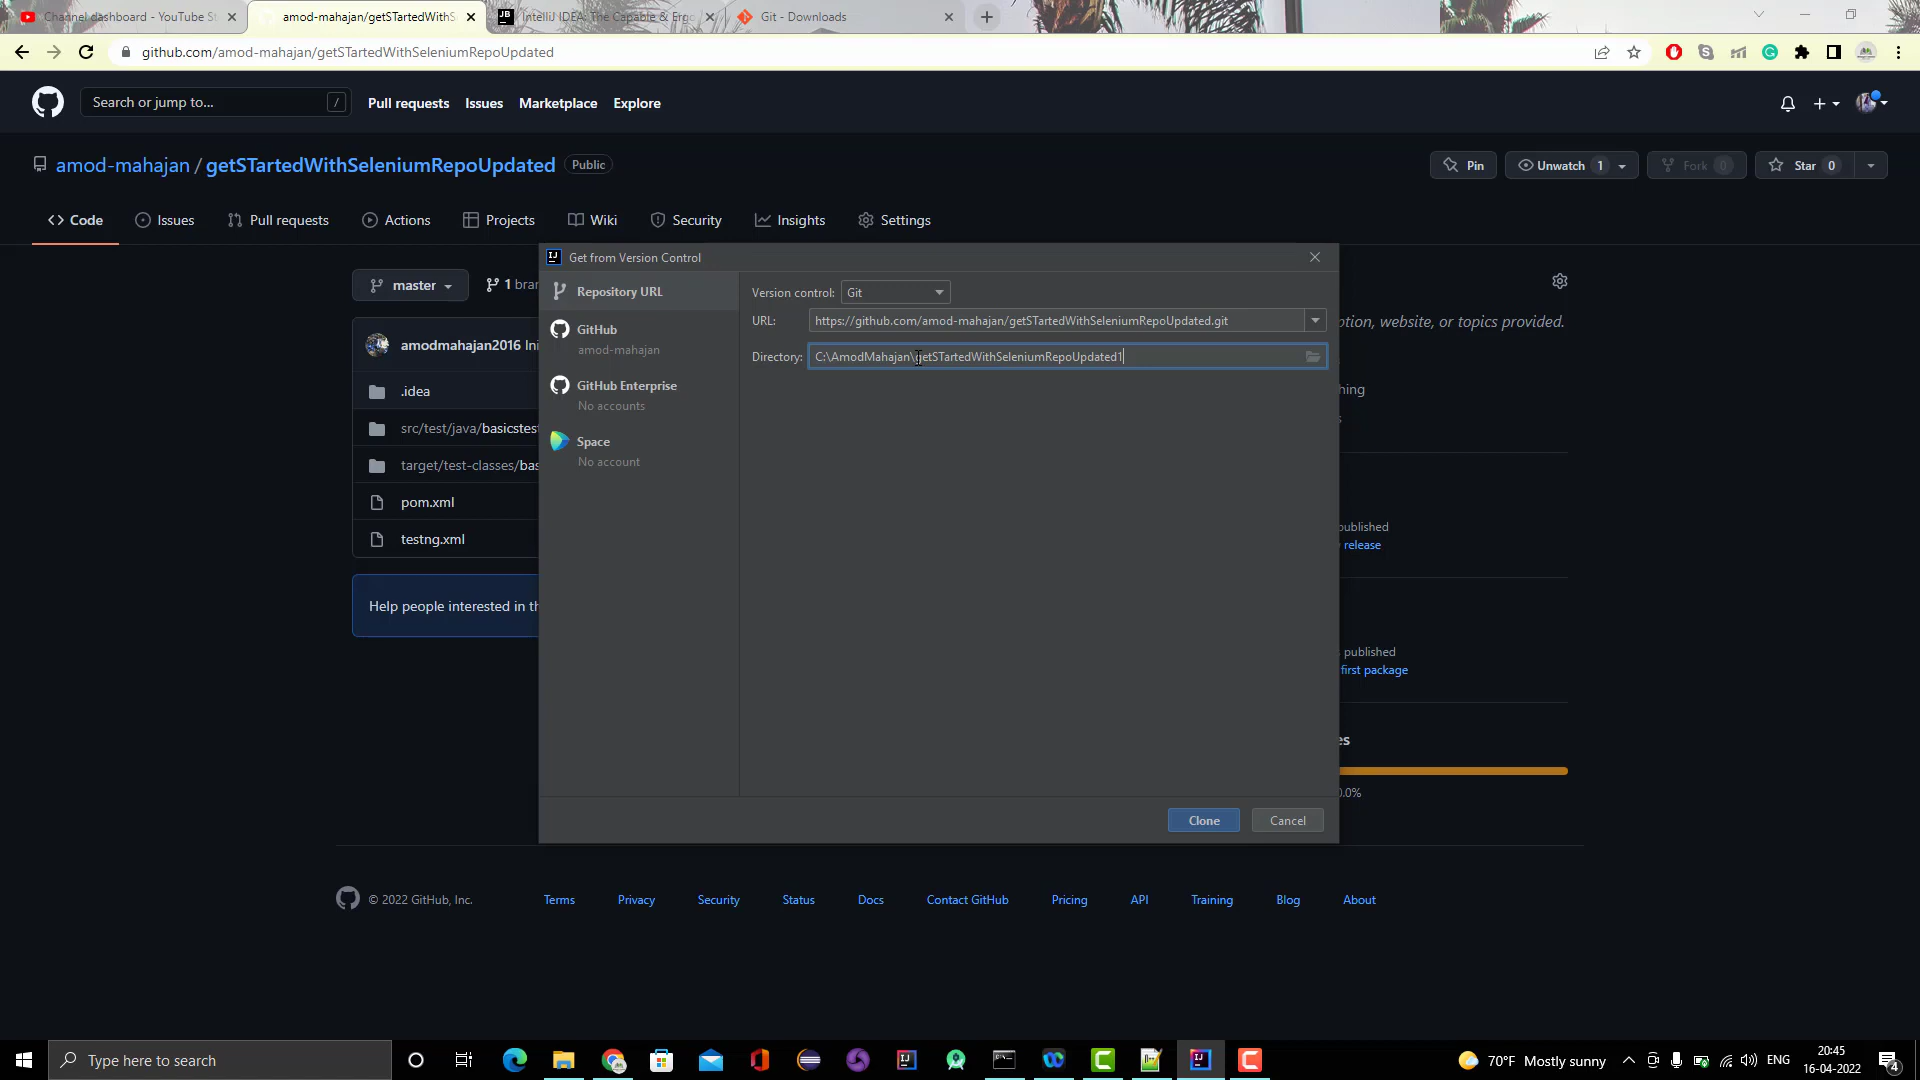 Channel dashboard - YouTube St
amod-mahajan/getSTartedWithS
IntelliJ IDEA: The Capable & Ergo
Git - Downloads
github.com/amod-mahajan/getSTartedWithSeleniumRepoUpdated
Search or jump to...
/
Pull requests
Issues
Marketplace
Explore
amod-mahajan / getSTartedWithSeleniumRepoUpdated
Public
Pin
Unwatch 1
Fork 0
Star 0
Code
Issues
Pull requests
Actions
Projects
Wiki
Security
Insights
Settings
master
1 bran
amodmahajan2016 Ini
.idea
src/test/java/basicstest
target/test-classes/bas
pom.xml
testng.xml
Help people interested in th
Get from Version Control
Repository URL
GitHub
amod-mahajan
GitHub Enterprise
No accounts
Space
No account
Version control: Git
URL: https://github.com/amod-mahajan/getSTartedWithSeleniumRepoUpdated.git
Directory: C:\AmodMahajan\getSTartedWithSeleniumRepoUpdated1
Clone
Cancel
ption, website, or topics provided.
hing
published
release
published
first package
es
0.0%
© 2022 GitHub, Inc.
Terms
Privacy
Security
Status
Docs
Contact GitHub
Pricing
API
Training
Blog
About
Type here to search
70°F Mostly sunny
ENG
20:45
16-04-2022
4